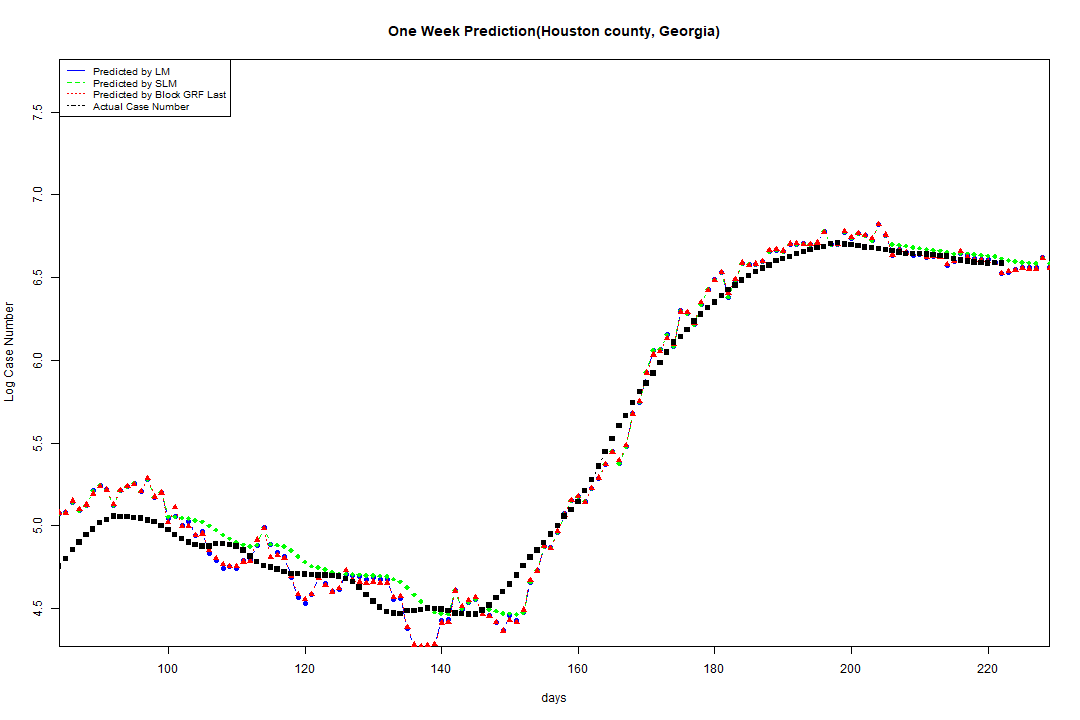 One Week Prediction(Houston county, Georgia)
Predicted by LM
Predicted by SLM
Predicted by Block GRF Last
Actual Case Number
Log Case Number
7.5
7.0
6.5
6.0
5.5
5.0
4.5
100 120 140 160 180 200 220
days